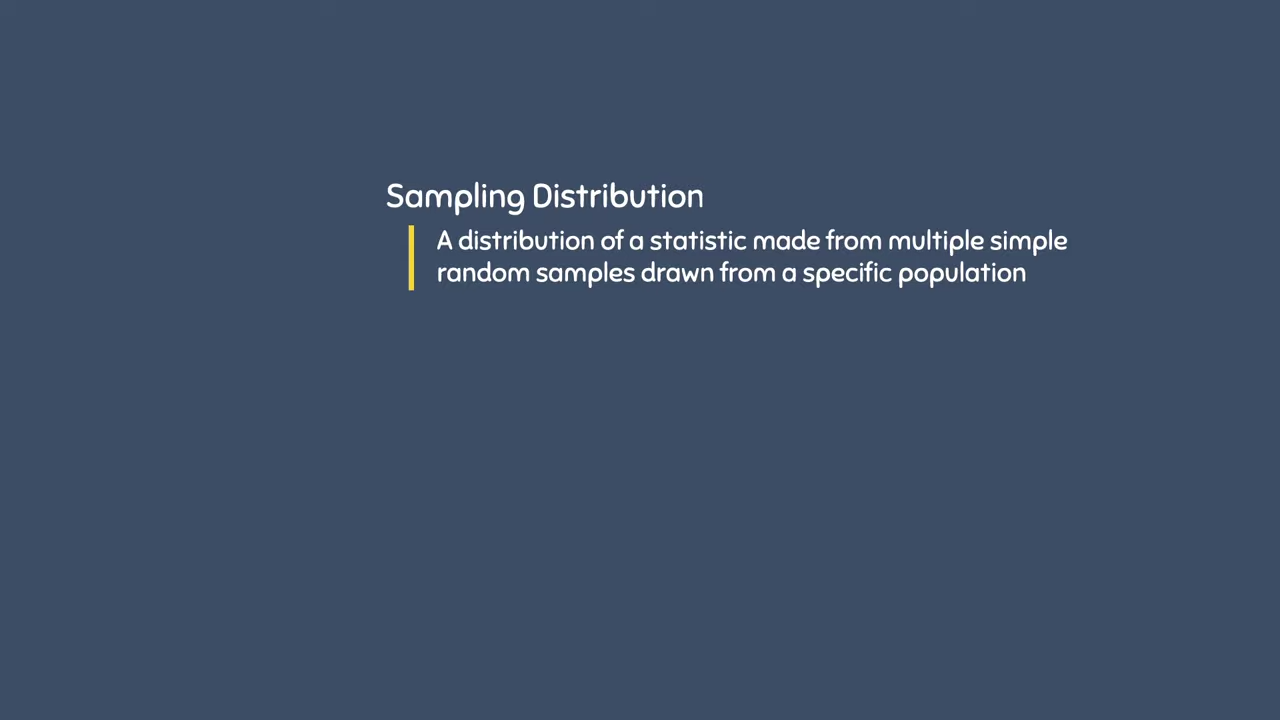 Sampling Distribution
A distribution of a statistic made from multiple simple
random samples drawn from a specific population